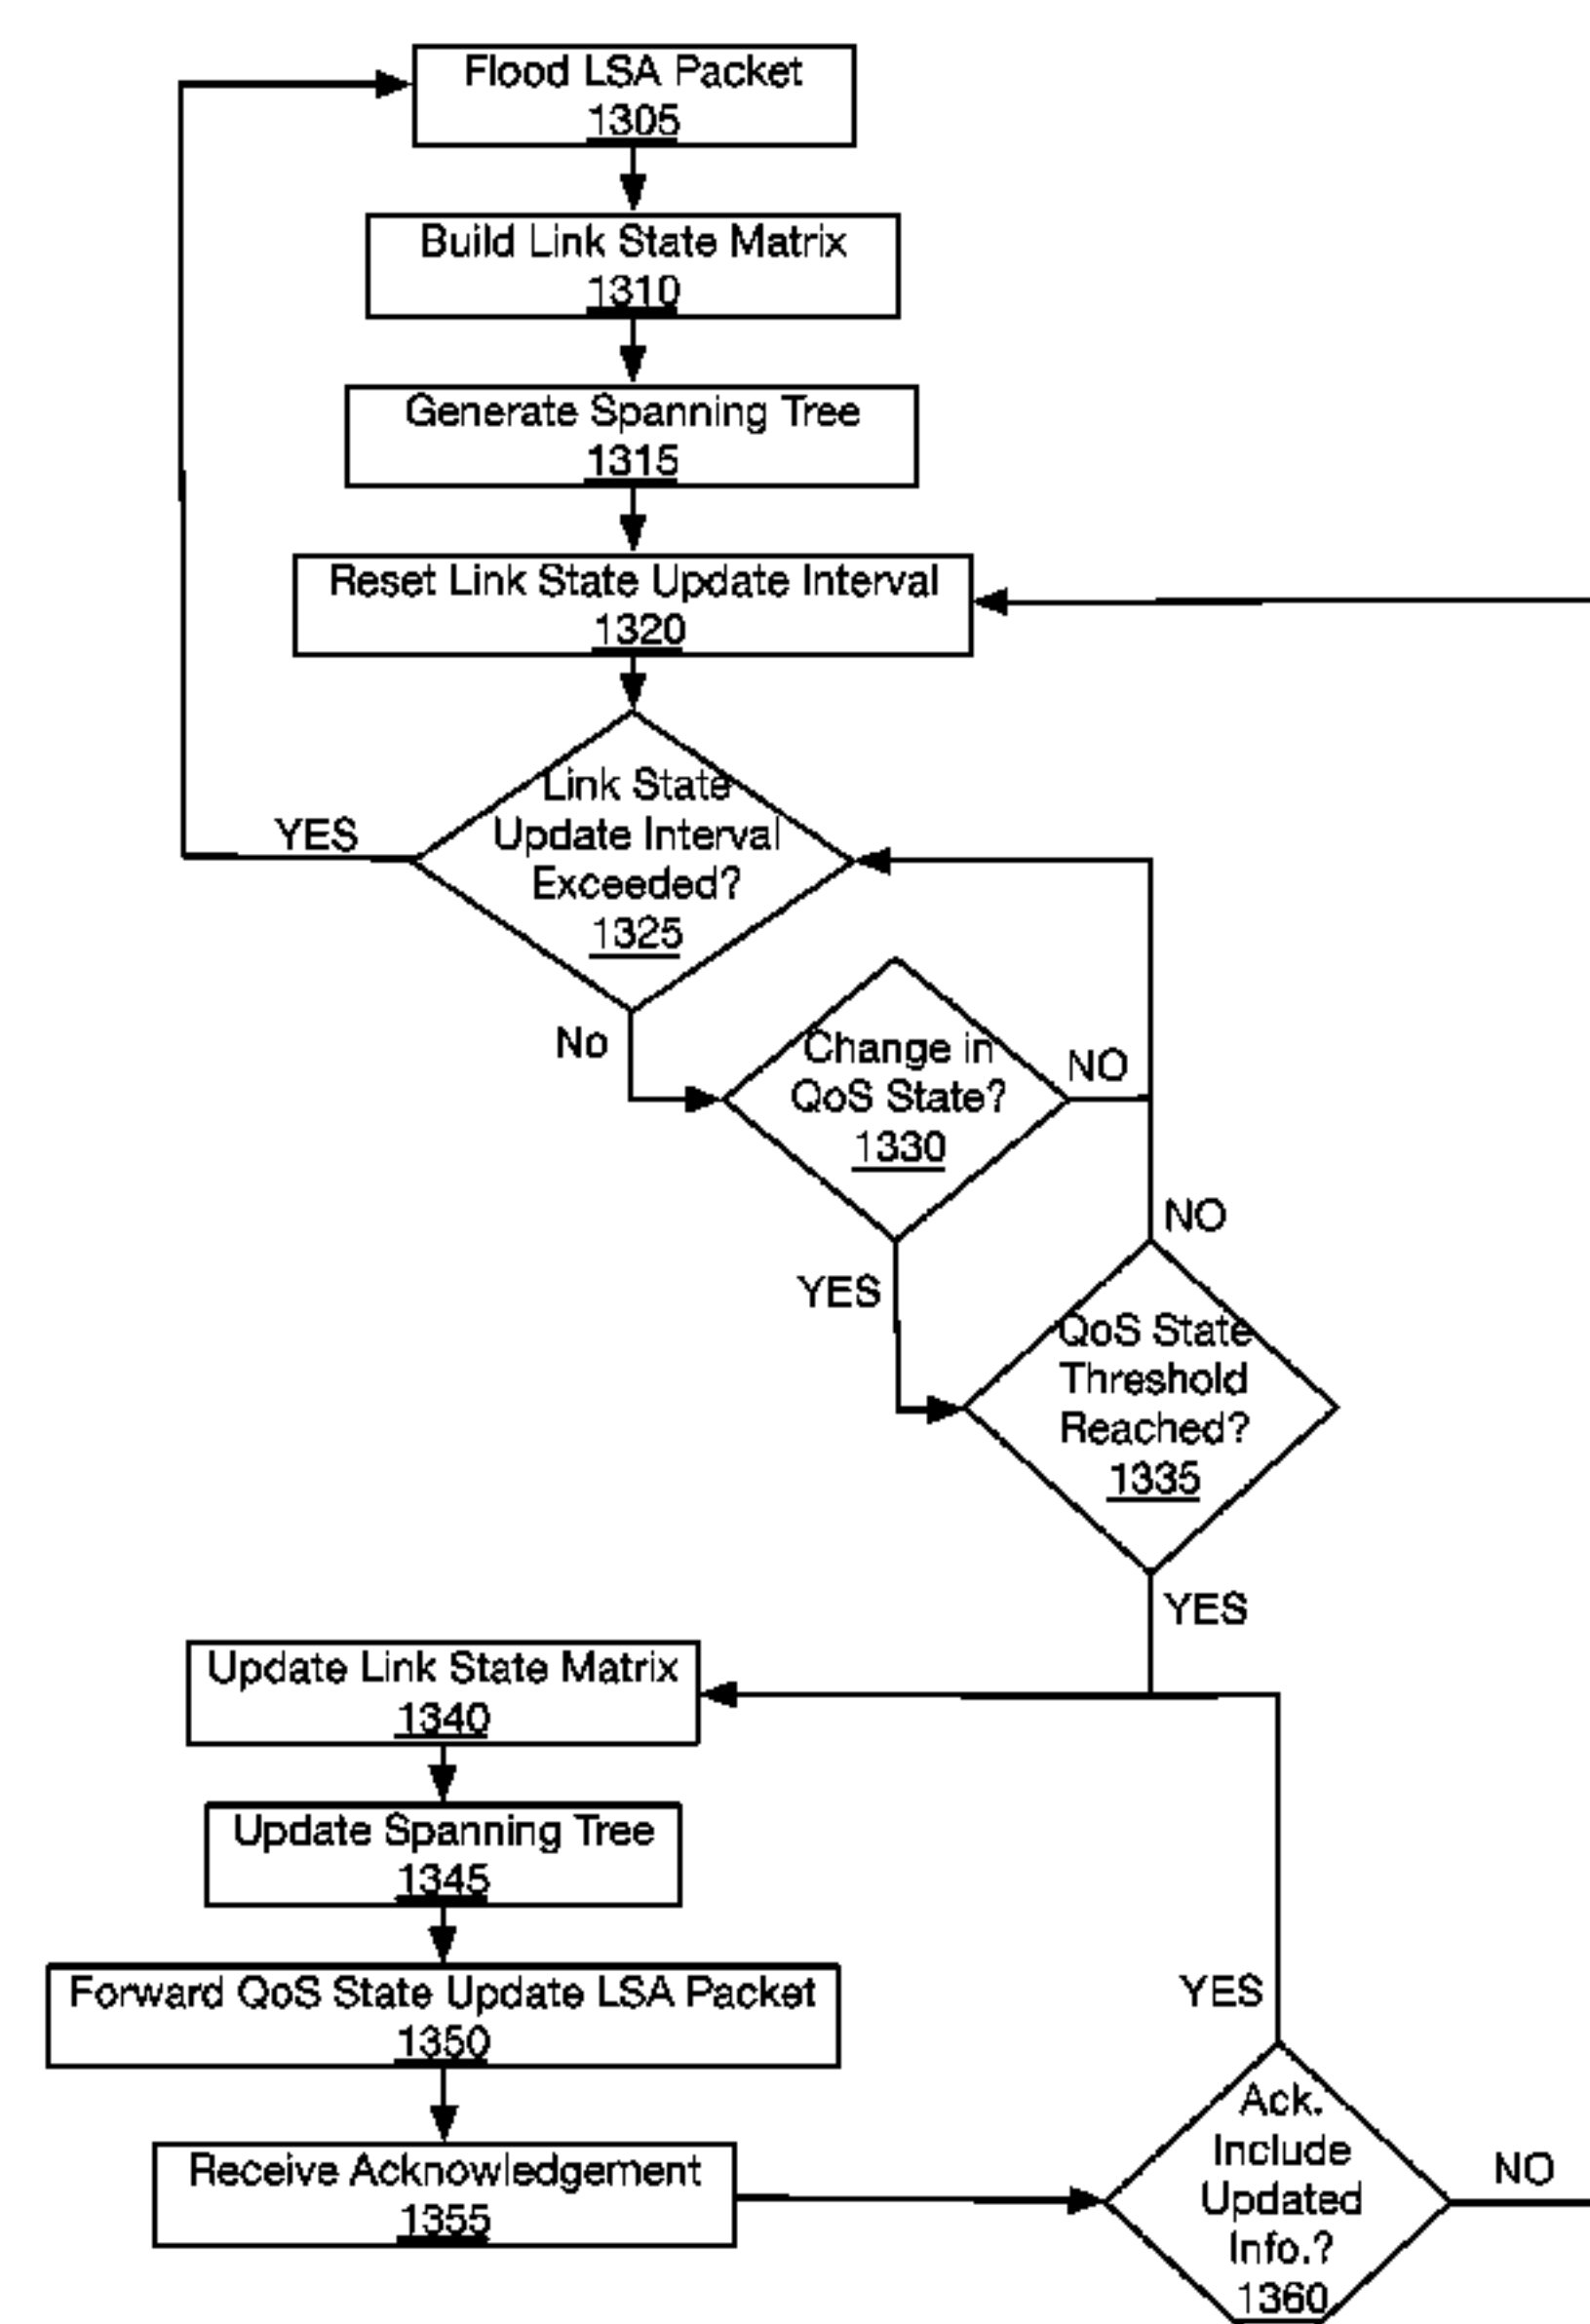 Flood LSA Packet
1305
Build Link State Matrix
1310
Generate Spanning Tree
1315
Reset Link State Update Interval
1320
Link State
Update Interval
Exceeded?
1325
YES
No
Change in
QoS State?
1330
NO
YES
NO
QoS State
Threshold
Reached?
1335
YES
Update Link State Matrix
1340
Update Spanning Tree
1345
Forward QoS State Update LSA Packet
1350
Receive Acknowledgement
1355
YES
Ack.
Include
Updated
Info.?
1360
NO